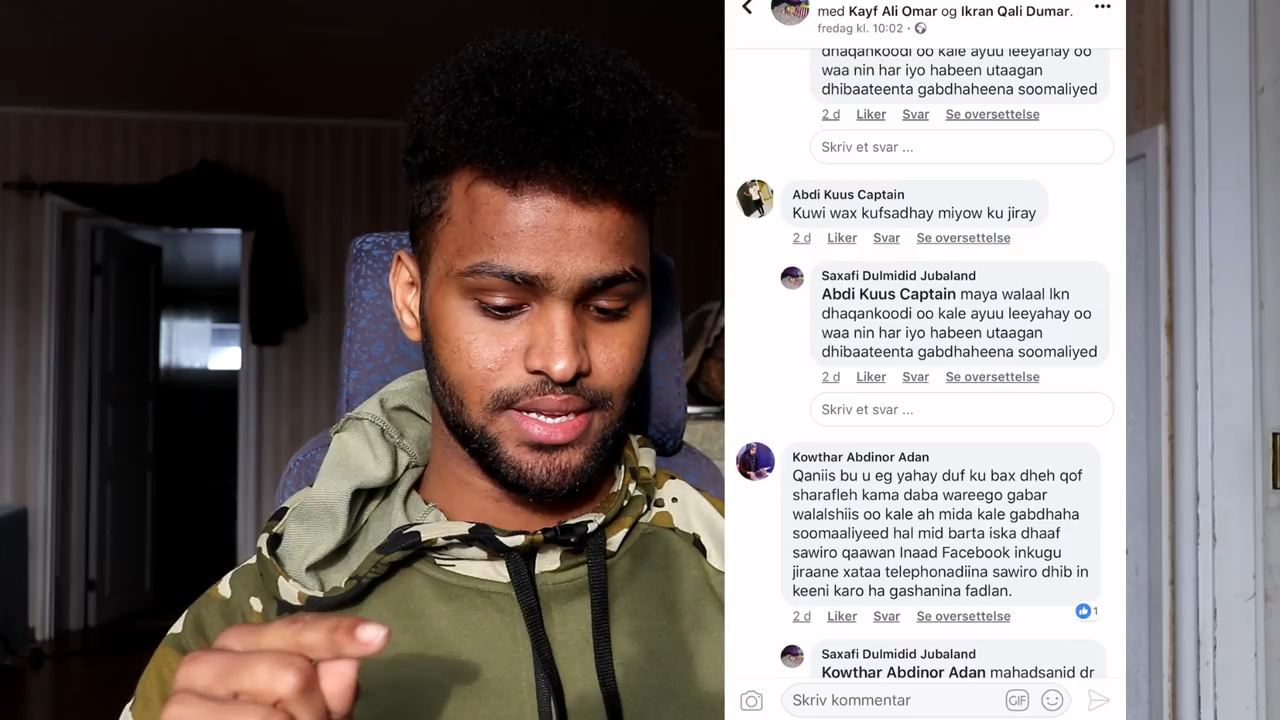 med Kayf Ali Omar og Ikran Qali Dumar.
fredag kl. 10:02 ·
dhaqankoodi oo kale ayuu leeyahay oo
waa nin har iyo habeen utaagan
dhibaateenta gabdhaheena soomaliyed
2 d Liker Svar Se oversettelse
Skriv et svar ...
Abdi Kuus Captain
Kuwi wax kufsadhay miyow ku jiray
2 d Liker Svar Se oversettelse
Saxafi Dulmidid Jubaland
Abdi Kuus Captain maya walaal lkn
dhaqankoodi oo kale ayuu leeyahay oo
waa nin har iyo habeen utaagan
dhibaateenta gabdhaheena soomaliyed
2 d Liker Svar Se oversettelse
Skriv et svar ...
Kowthar Abdinor Adan
Qaniis bu u eg yahay duf ku bax dheh qof
sharafleh kama daba wareego gabar
walalshiis oo kale ah mida kale gabdhaha
soomaaliyeed hal mid barta iska dhaaf
sawiro qaawan Inaad Facebook inkugu
jiraane xataa telephonadiina sawiro dhib in
keeni karo ha gashanina fadlan.
1
2 d Liker Svar Se oversettelse
Saxafi Dulmidid Jubaland
Kowthar Abdinor Adan mahadsanid dr
Skriv kommentar
GIF